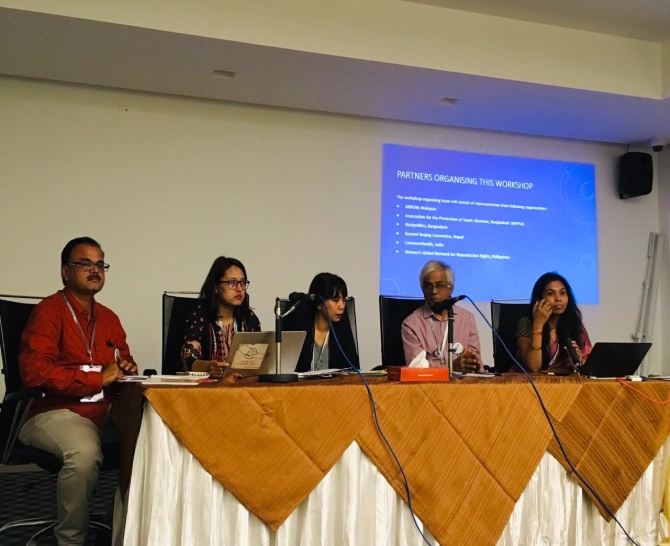 PARTNERS ORGANISING THIS WORKSHOP
The workshop organising team will consist of representatives from following organisations:
ARROW, Malaysia
Association for the Prevention of Septic Abortion, Bangladesh (BAPSA)
Naripokkho, Bangladesh
Beyond Beijing Committee, Nepal
CommonHealth, India
Women's Global Network for Reproductive Rights, Philippines